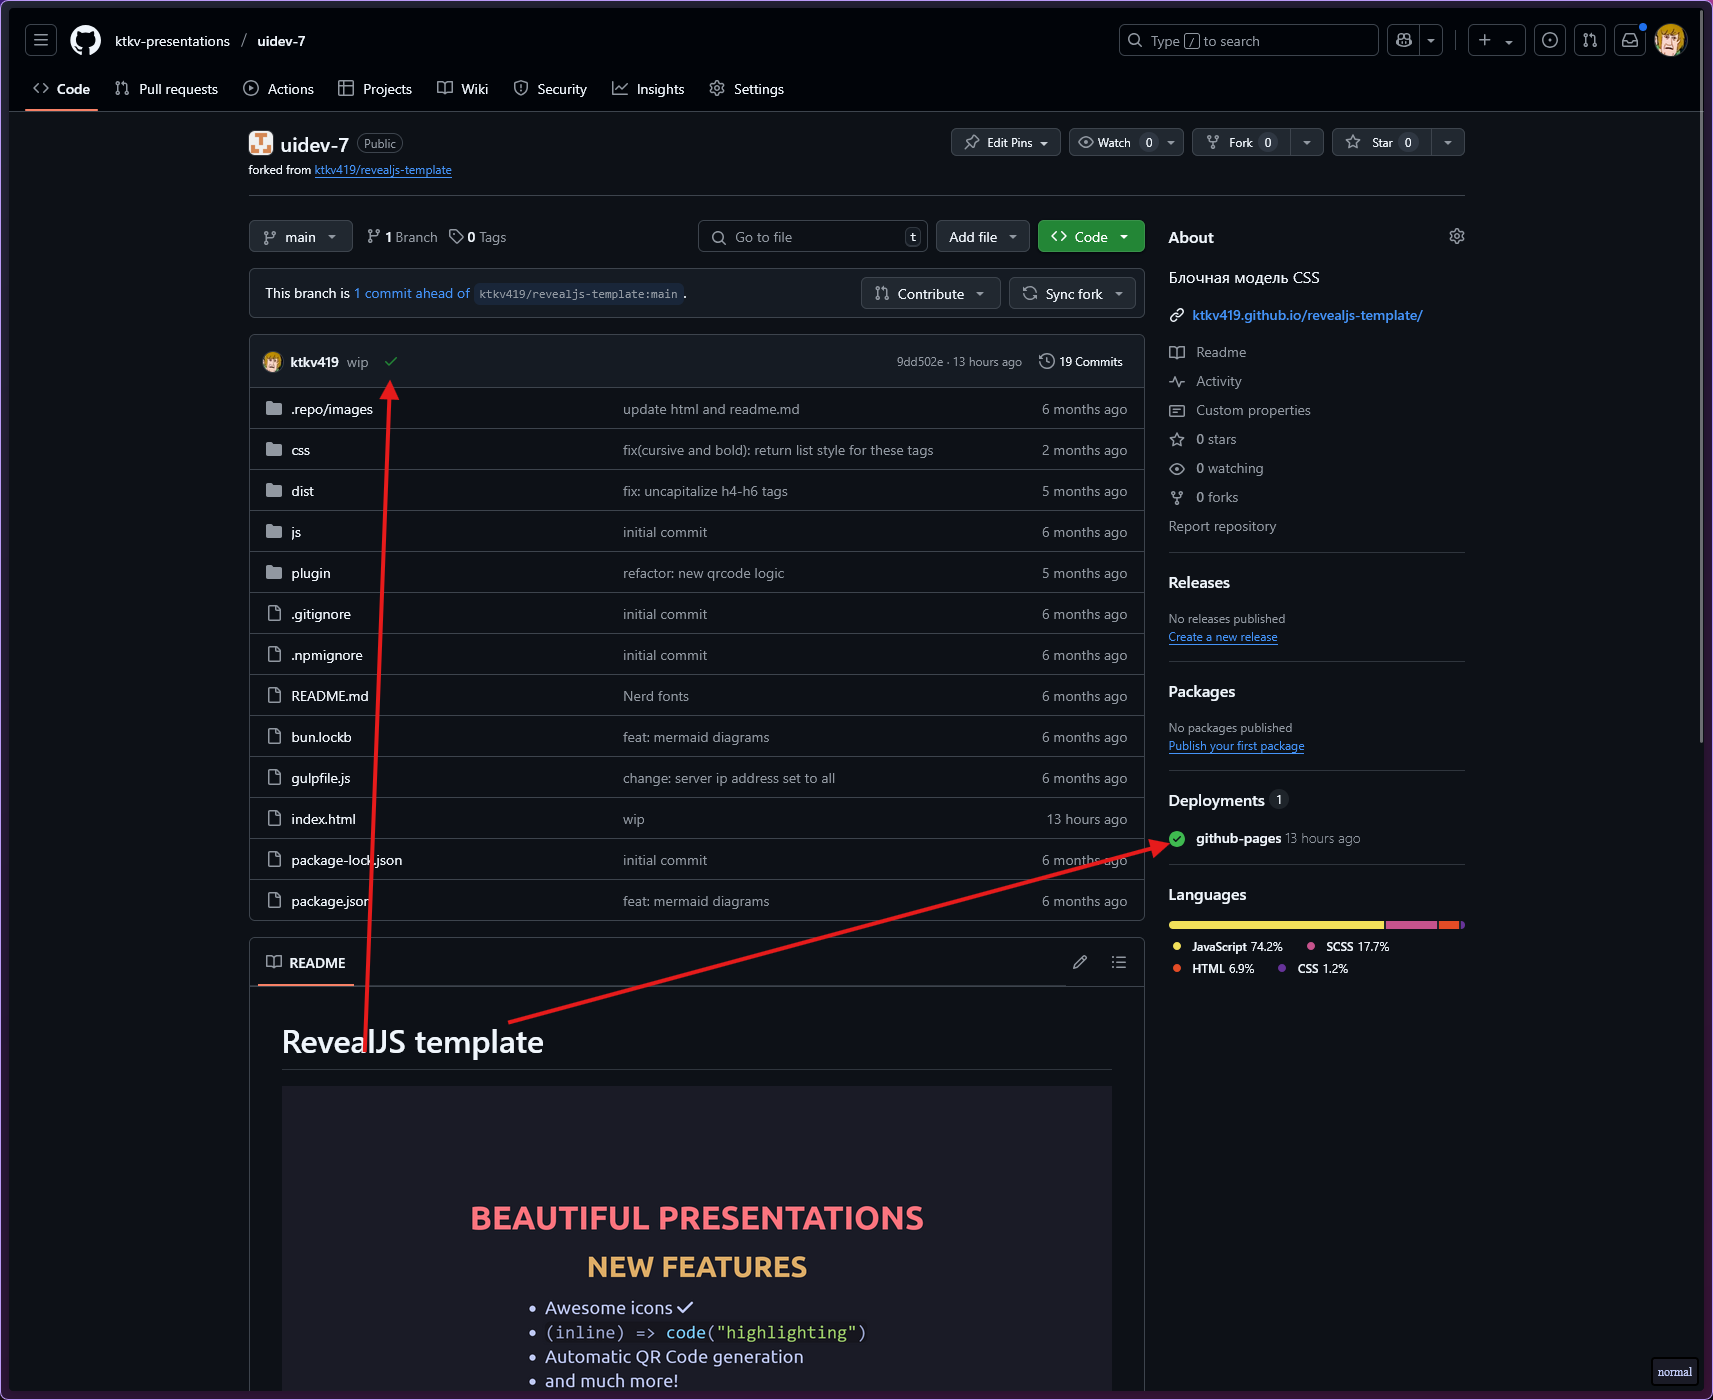 ktkv-presentations / uidev-7
Type / to search
Code
Pull requests
Actions
Projects
Wiki
Security
Insights
Settings
uidev-7 Public
forked from ktkv419/revealjs-template
Edit Pins
Watch 0
Fork 0
Star 0
main
1 Branch
0 Tags
Go to file t
Add file
Code
This branch is 1 commit ahead of ktkv419/revealjs-template:main .
Contribute
Sync fork
ktkv419 wip
9dd502e · 13 hours ago
19 Commits
.repo/images update html and readme.md 6 months ago
css fix(cursive and bold): return list style for these tags 2 months ago
dist fix: uncapitalize h4-h6 tags 5 months ago
js initial commit 6 months ago
plugin refactor: new qrcode logic 5 months ago
.gitignore initial commit 6 months ago
.npmignore initial commit 6 months ago
README.md Nerd fonts 6 months ago
bun.lockb feat: mermaid diagrams 6 months ago
gulpfile.js change: server ip address set to all 6 months ago
index.html wip 13 hours ago
package-lock.json initial commit 6 months ago
package.json feat: mermaid diagrams 6 months ago
README
RevealJS template
BEAUTIFUL PRESENTATIONS
NEW FEATURES
• Awesome icons ✓
• (inline) => code("highlighting")
• Automatic QR Code generation
• and much more!
About
Блочная модель CSS
ktkv419.github.io/revealjs-template/
Readme
Activity
Custom properties
0 stars
0 watching
0 forks
Report repository
Releases
No releases published
Create a new release
Packages
No packages published
Publish your first package
Deployments 1
github-pages 13 hours ago
Languages
JavaScript 74.2% SCSS 17.7%
HTML 6.9% CSS 1.2%
normal